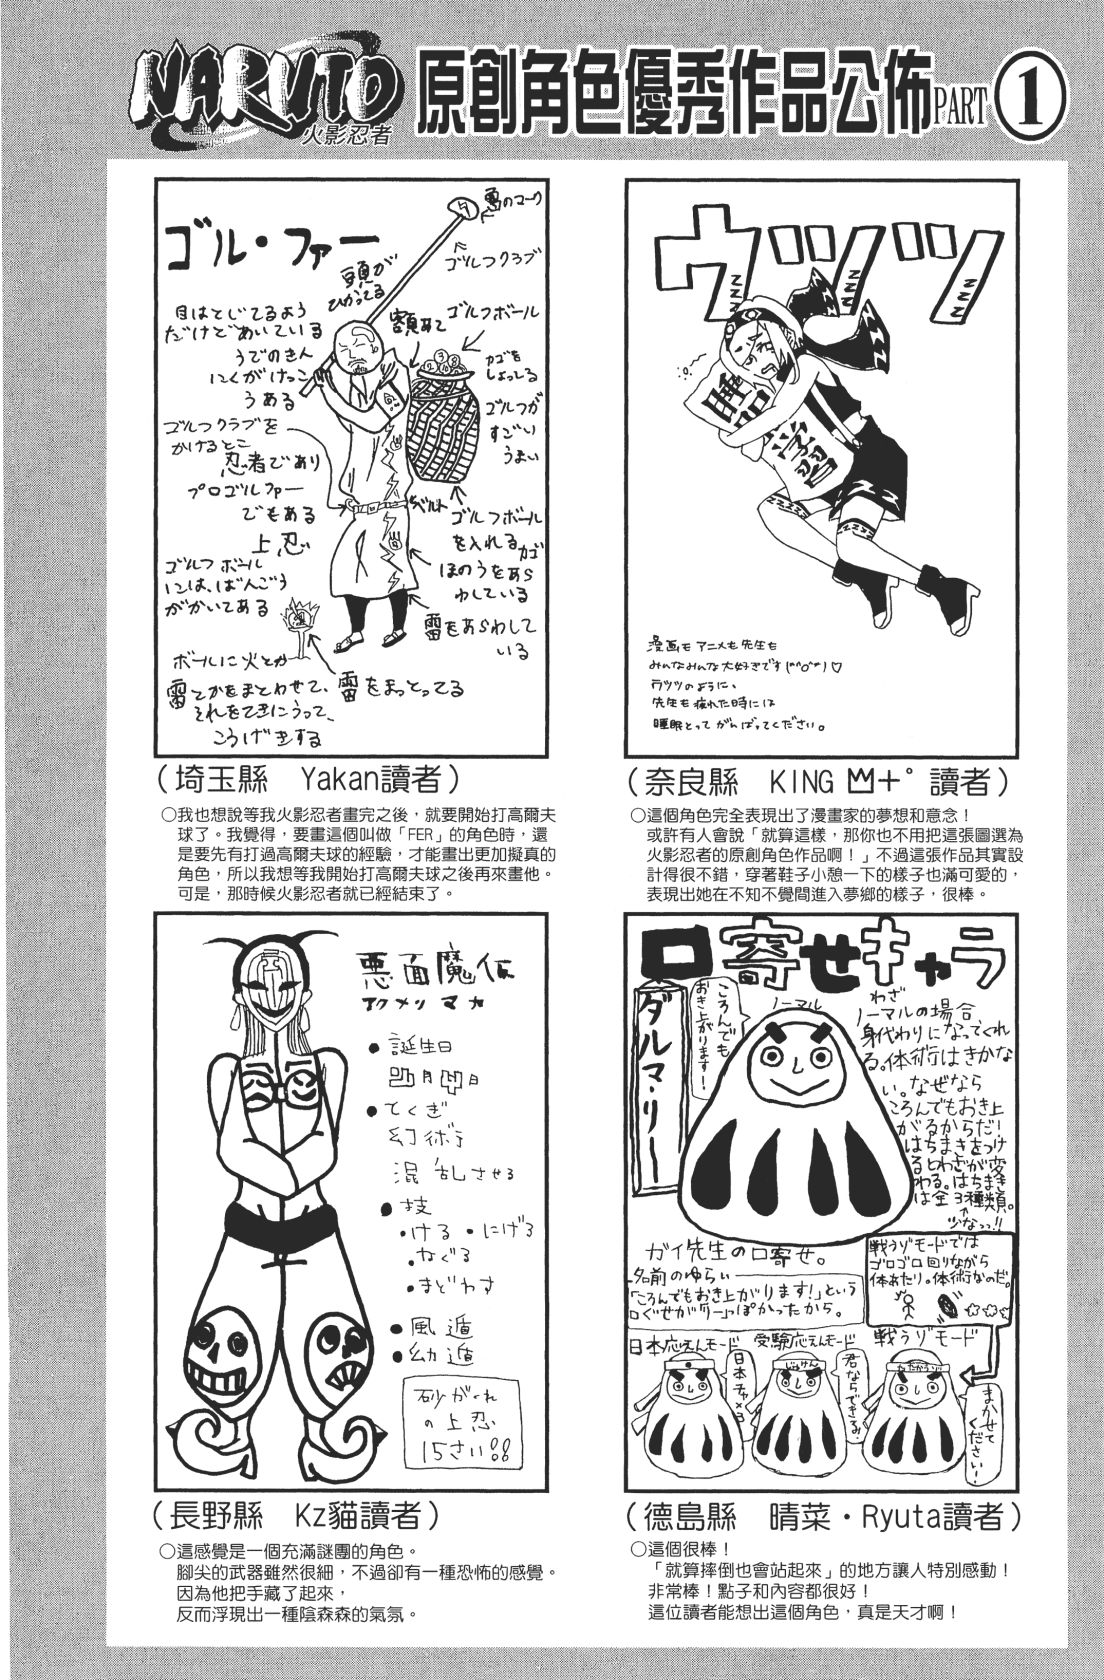 NARUTO
火影忍者
原創角色優秀作品公佈PART 1
ゴル・ファー
雷のマーク
ゴルフクラブ
頭が
ひかってる
額あて
ゴルフボール
目はとじてるよう
だけどあいている
うでのきん
にくがけっこ
うある
カゴを
しょってる
ゴルフが
すごい
うまい
ゴルフクラブを
かけるとこ
忍者であり
プロゴルファー
でもある
上忍
ベルト
ゴルフボール
を入れるカゴ
ゴルフボール
には、ばんごう
がかいてある
ほのうをあら
わしている
雷をあらわして
いる
ボールに火とか
雷とかをまとわせて、
それをてきにうって、
こうげきする
雷をまとってる
(埼玉縣 Yakan讀者)
○我也想說等我火影忍者畫完之後，就要開始打高爾夫
球了。我覺得，要畫這個叫做「FER」的角色時，還
是要先有打過高爾夫球的經驗，才能畫出更加擬真的
角色，所以我想等我開始打高爾夫球之後再來畫他。
可是，那時候火影忍者就已經結束了。
ウツツ
睡眠学習
漫画も アニメも 先生も
みんなみんな大好きです(*^o^*)♡
ウツツのように、
先生も疲れた時には
睡眠とってがんばってください。
(奈良縣 KING 讀者)
○這個角色完全表現出了漫畫家的夢想和意念！
或許有人會說「就算這樣，那你也不用把這張圖選為
火影忍者的原創角色作品啊！」不過這張作品其實設
計得很不錯，穿著鞋子小憩一下的樣子也滿可愛的，
表現出她在不知不覺間進入夢鄉的樣子，很棒。
悪面魔仮
アクメン マカ
●誕生日
●とくぎ
幻術
混乱させる
●技
・ける・にげる
・なぐる
・まどわす
●風遁
●幼遁
砂がくれ
の上忍
15さい!!
(長野縣 Kz貓讀者)
○這感覺是一個充滿謎團的角色。
腳尖的武器雖然很細，不過卻有一種恐怖的感覺。
因為他把手藏了起來，
反而浮現出一種陰森森的氣氛。
口寄せキャラ
ダルマ・リー
ころんでも
おき上がります!
ノーマル
わざ
ノーマルの場合、
身代わりになってくれ
る。体術はきかな
い。なぜなら
ころんでもおき上
がるからだ!
はちまきをつけ
るとわざが変
わる。はちまき
は全3種類。
少なっっ!!
ガイ先生の口寄せ。
名前のゆらい
「ころんでもおき上がります!」という
口ぐせがリーっぽかったから。
戦うゾモードでは
ゴロゴロ回りながら
体あたり。体術なのだ。
日本応えんモード
受験応えんモード
戦うゾモード
日本チャ×3
じゅけん
君ならできるみ
たたかうゾ
まかせて
ください!
(德島縣 晴菜・Ryuta讀者)
○這個很棒！
「就算摔倒也會站起來」的地方讓人特別感動！
非常棒！點子和內容都很好！
這位讀者能想出這個角色，真是天才啊！